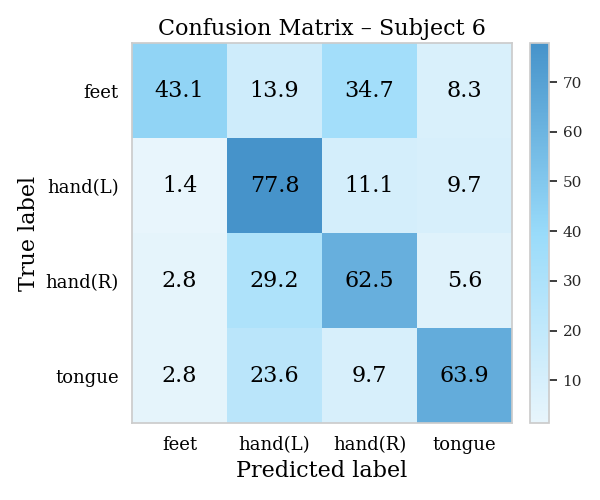 Confusion Matrix – Subject 6
feet 43.1 13.9 34.7 8.3
hand(L) 1.4 77.8 11.1 9.7
hand(R) 2.8 29.2 62.5 5.6
tongue 2.8 23.6 9.7 63.9
feet hand(L) hand(R) tongue
Predicted label
True label
70
60
50
40
30
20
10